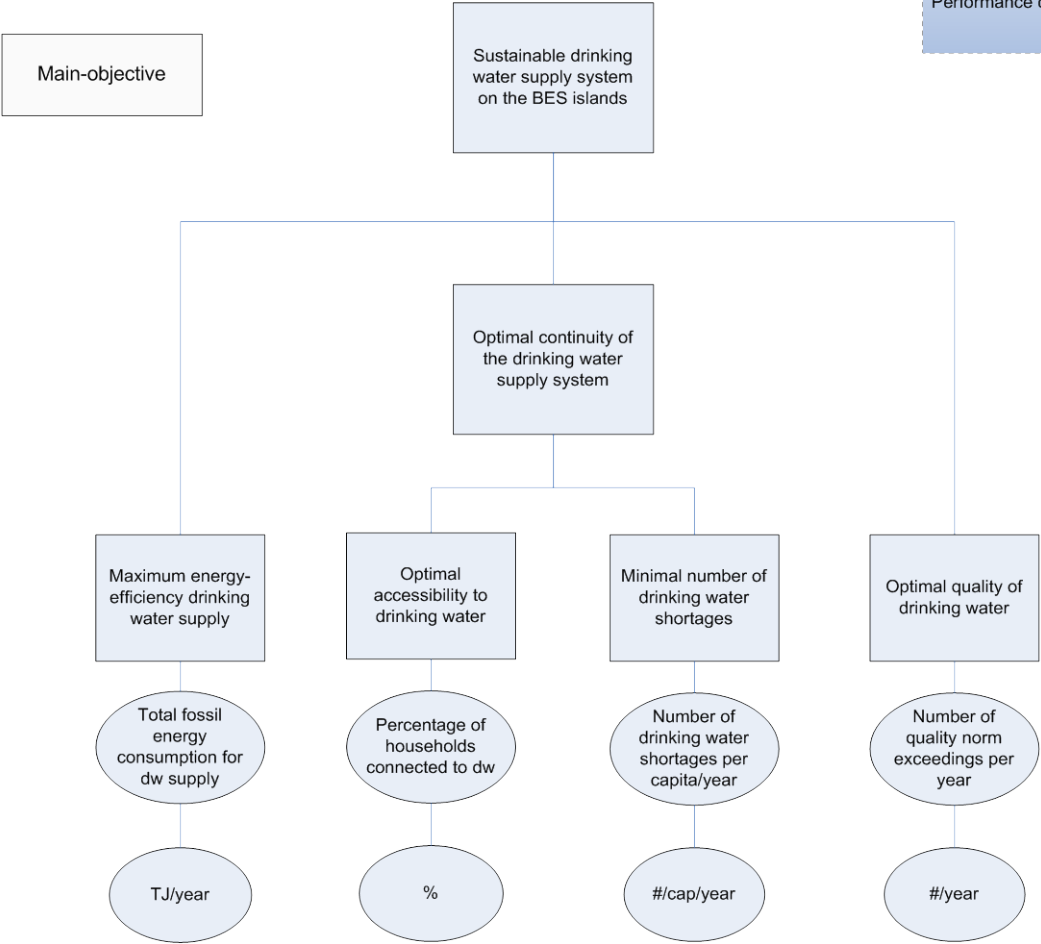 Performance
Main-objective
Sustainable drinking
water supply system
on the BES islands
Optimal continuity of
the drinking water
supply system
Maximum energy-
efficiency drinking
water supply
Optimal
accessibility to
drinking water
Minimal number of
drinking water
shortages
Optimal quality of
drinking water
Total fossil
energy
consumption for
dw supply
Percentage of
households
connected to dw
Number of
drinking water
shortages per
capita/year
Number of
quality norm
exceedings per
year
TJ/year
%
#/cap/year
#/year